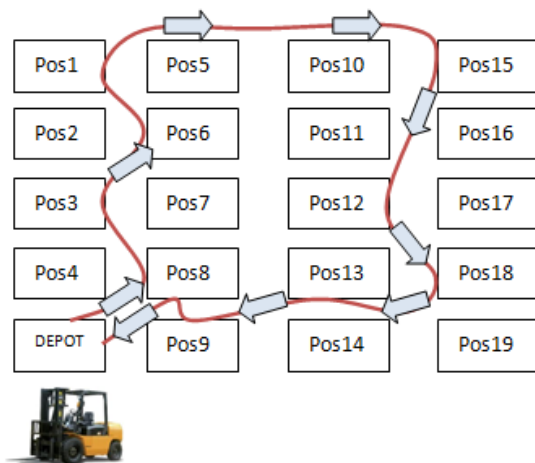 Pos1 Pos5 Pos10 Pos15
Pos2 Pos6 Pos11 Pos16
Pos3 Pos7 Pos12 Pos17
Pos4 Pos8 Pos13 Pos18
DEPOT Pos9 Pos14 Pos19